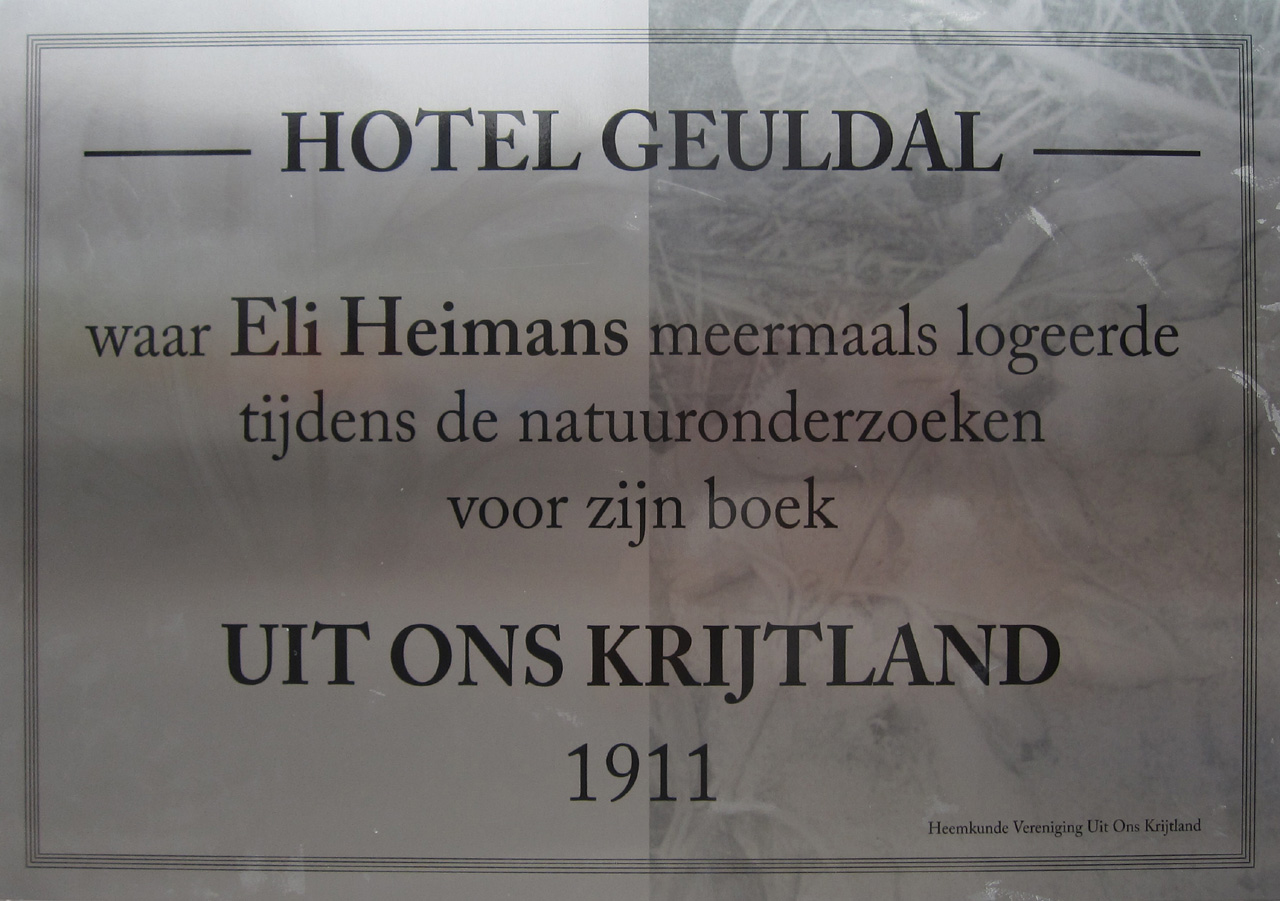 HOTEL GEULDAL
waar Eli Heimans meermaals logeerde
tijdens de natuuronderzoeken
voor zijn boek
UIT ONS KRIJTLAND
1911
Heemkunde Vereniging Uit Ons Krijtland